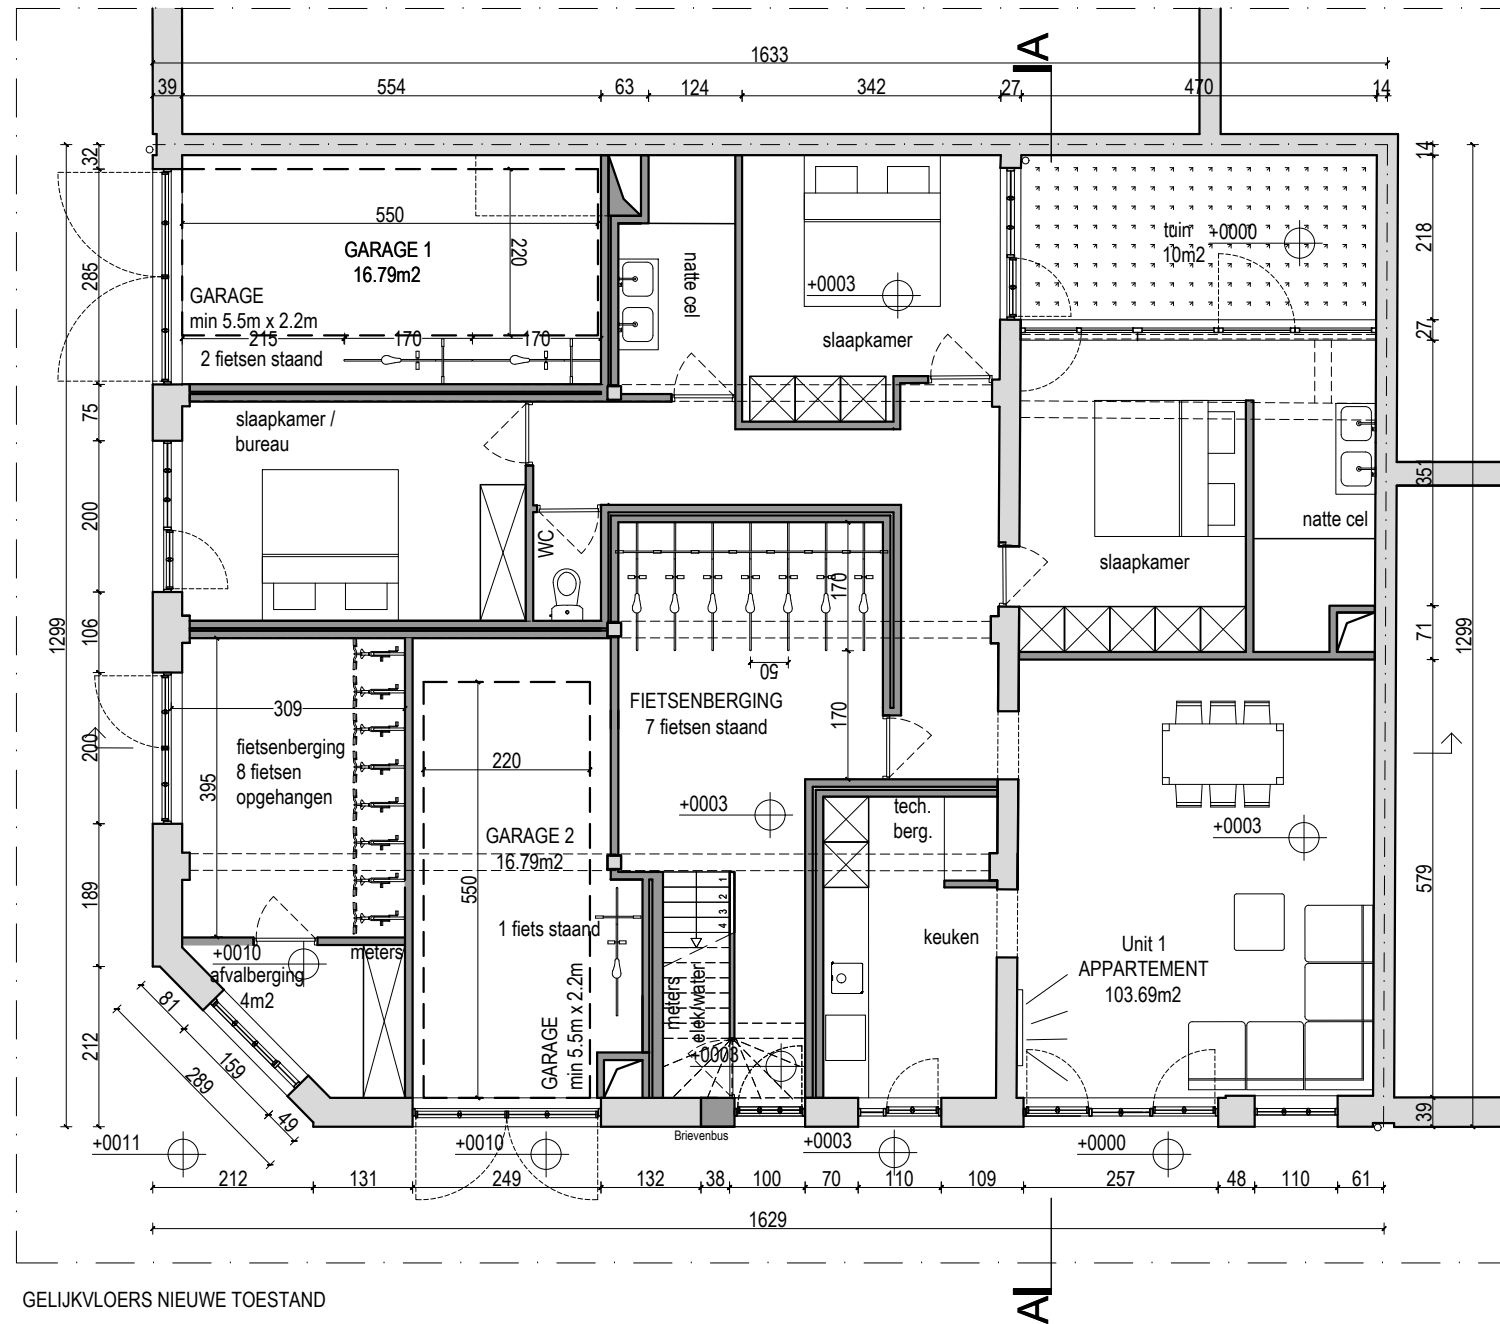 A
1633
39 554 63 124 342 27 470 14
32
14
550
GARAGE 1
16.79m2
220
GARAGE
min 5.5m x 2.2m
215 170 170
2 fietsen staand
natte cel
+0003
slaapkamer
tuin +0000
10m2
285
218
27
75
slaapkamer /
bureau
200
WC
351
natte cel
slaapkamer
170
50
106
1299
71
1299
309
FIETSENBERGING
7 fietsen staand
170
200
fietsenberging
8 fietsen
opgehangen
395
220
+0003
tech.
berg.
+0003
GARAGE 2
16.79m2
550
189
579
1 2 3 4
1 fiets staand
keuken
Unit 1
APPARTEMENT
103.69m2
+0010
meters
afvalberging
4m2
meters
elek/water
GARAGE
min 5.5m x 2.2m
+0003
81
159
289
49
212
39
Brievenbus
+0011
+0010
+0003
+0000
212 131 249 132 38 100 70 110 109 257 48 110 61
1629
A
GELIJKVLOERS NIEUWE TOESTAND